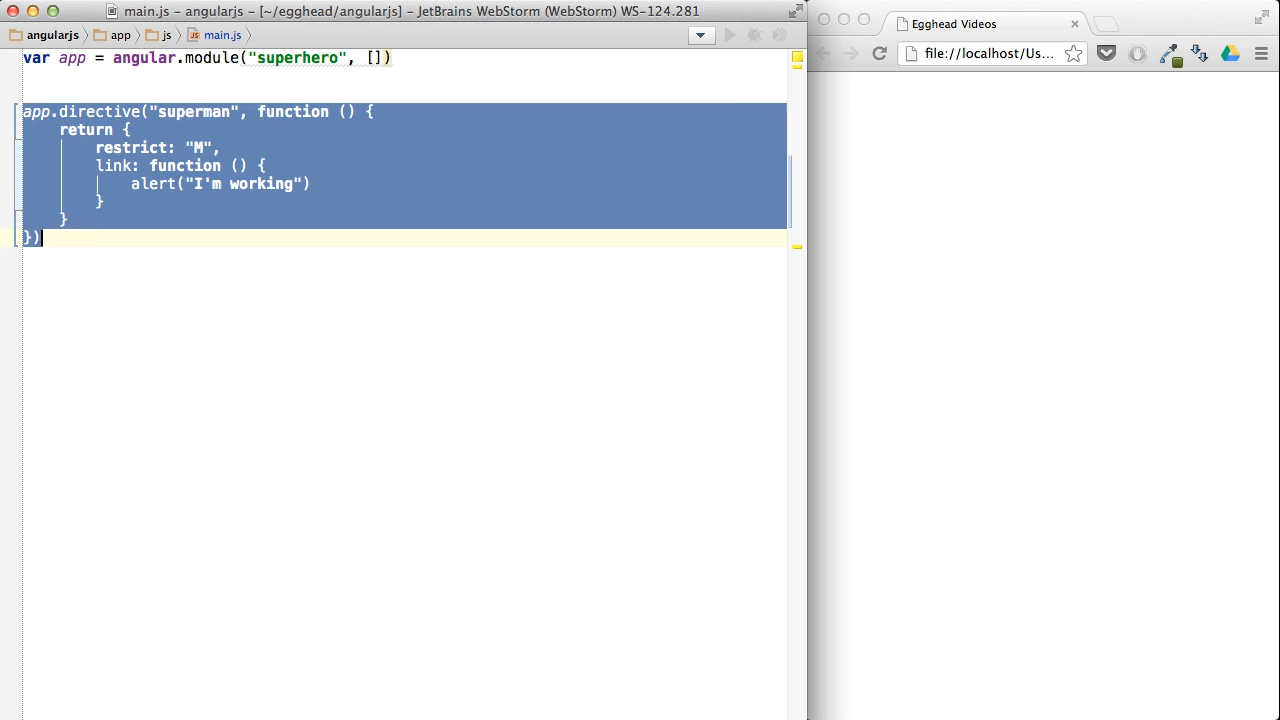 main.js – angularjs – [~/egghead/angularjs] – JetBrains WebStorm (WebStorm) WS-124.281
angularjs app js JS main.js
var app = angular.module("superhero", [])
app.directive("superman", function () {
return {
restrict: "M",
link: function () {
alert("I'm working")
}
}
})
Egghead Videos
file://localhost/Us...